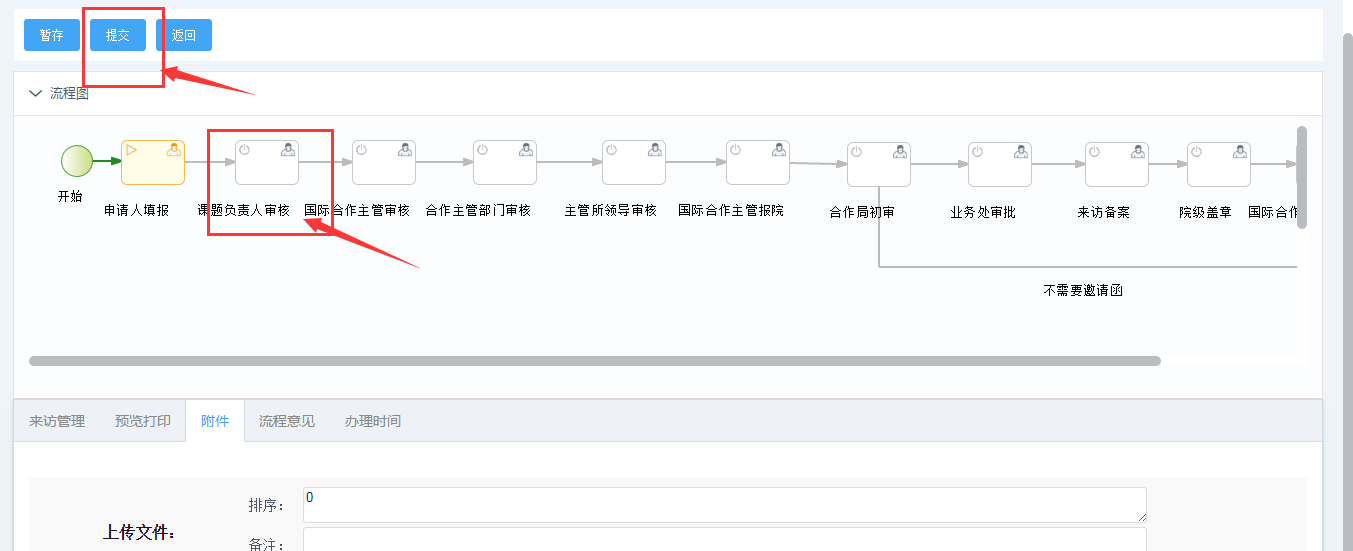 暂存 提交 返回
流程图
开始 申请人填报 课题负责人审核 国际合作主管审核 合作主管部门审核 主管所领导审核 国际合作主管报院 合作局初审 业务处审批 来访备案 院级盖章 国际合作
不需要邀请函
来访管理 预览打印 附件 流程意见 办理时间
排序： 0
上传文件：
备注：